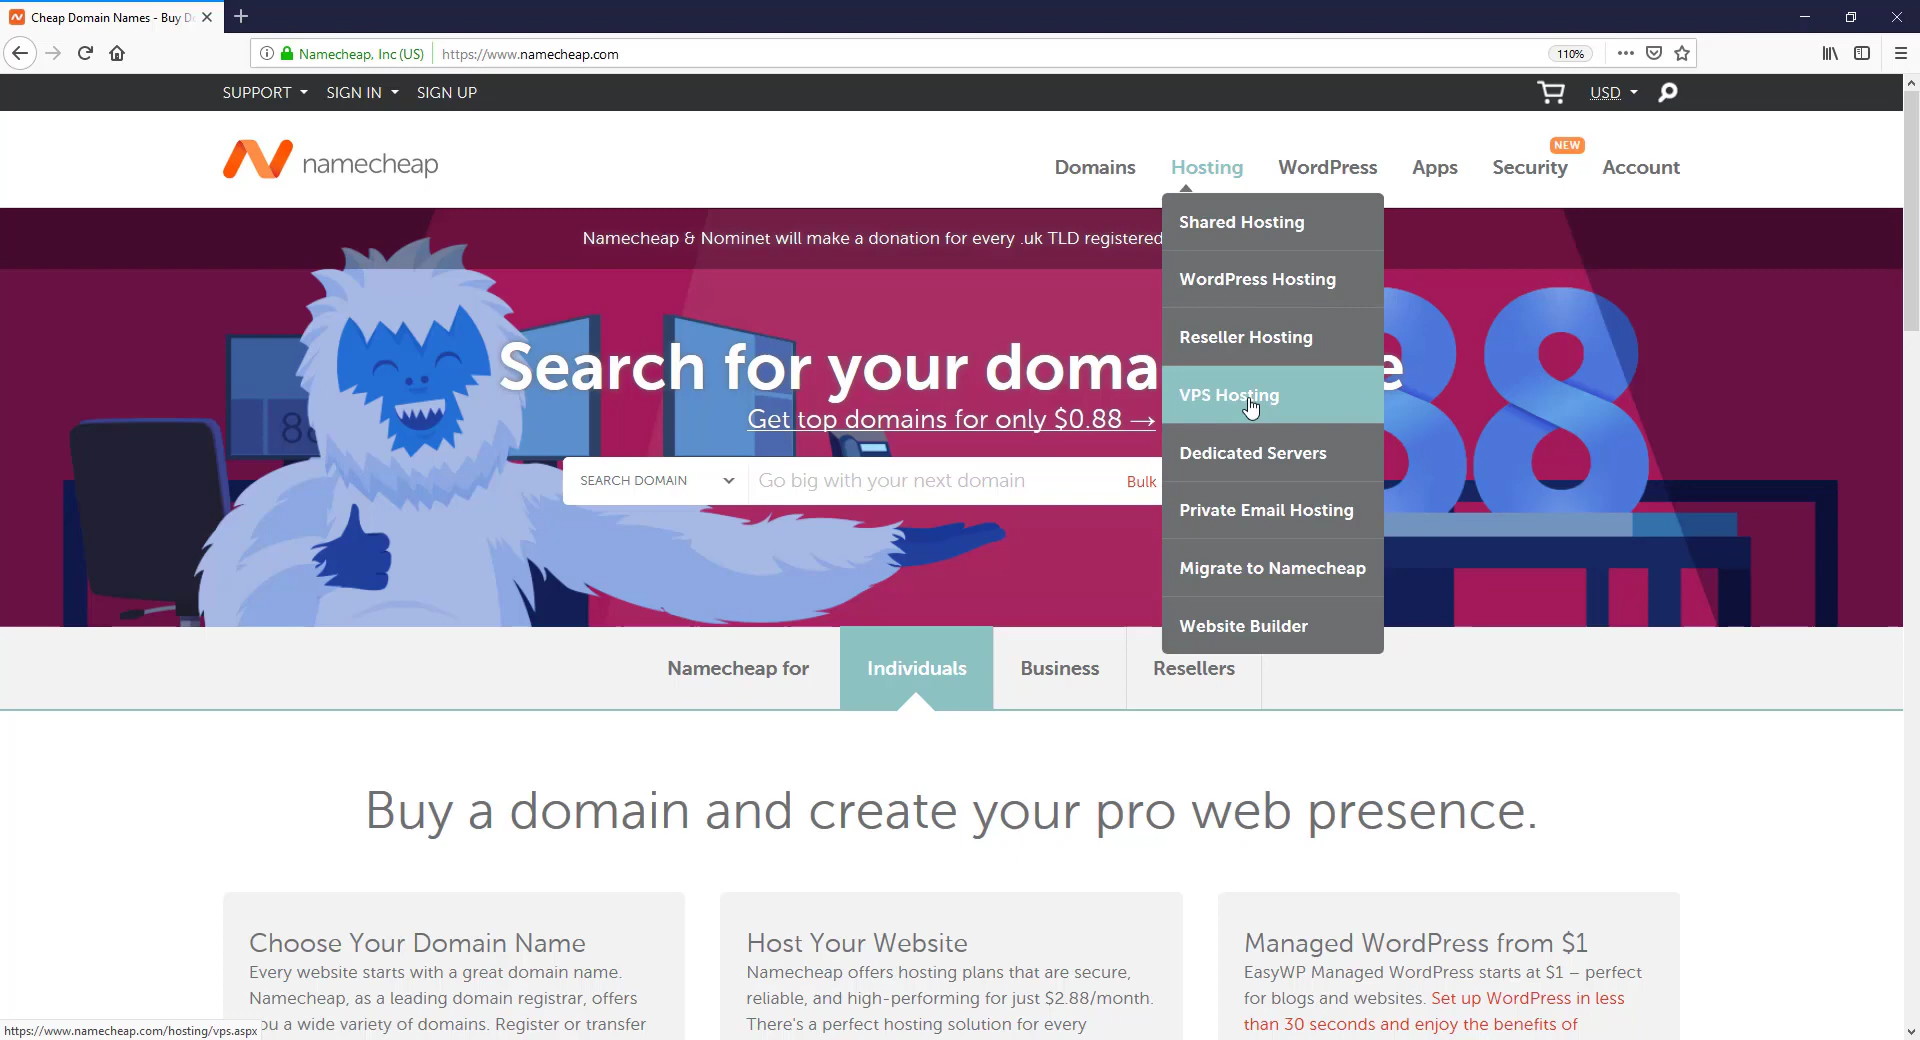 Cheap Domain Names - Buy D
Namecheap, Inc (US)
https://www.namecheap.com
110%
SUPPORT
SIGN IN
SIGN UP
USD
namecheap
Domains
Hosting
WordPress
Apps
NEW
Security
Account
Namecheap & Nominet will make a donation for every .uk TLD registered
Shared Hosting
WordPress Hosting
Reseller Hosting
VPS Hosting
Dedicated Servers
Private Email Hosting
Migrate to Namecheap
Website Builder
Search for your doma e
Get top domains for only $0.88 →
SEARCH DOMAIN
Go big with your next domain
Bulk
88
Namecheap for
Individuals
Business
Resellers
Buy a domain and create your pro web presence.
Choose Your Domain Name
Every website starts with a great domain name.
Namecheap, as a leading domain registrar, offers
ou a wide variety of domains. Register or transfer
Host Your Website
Namecheap offers hosting plans that are secure,
reliable, and high-performing for just $2.88/month.
There's a perfect hosting solution for every
Managed WordPress from $1
EasyWP Managed WordPress starts at $1 – perfect
for blogs and websites. Set up WordPress in less
than 30 seconds and enjoy the benefits of
https://www.namecheap.com/hosting/vps.aspx